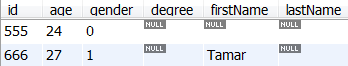 id age gender degree firstName lastName
555 24 0 NULL NULL NULL
666 27 1 NULL Tamar NULL